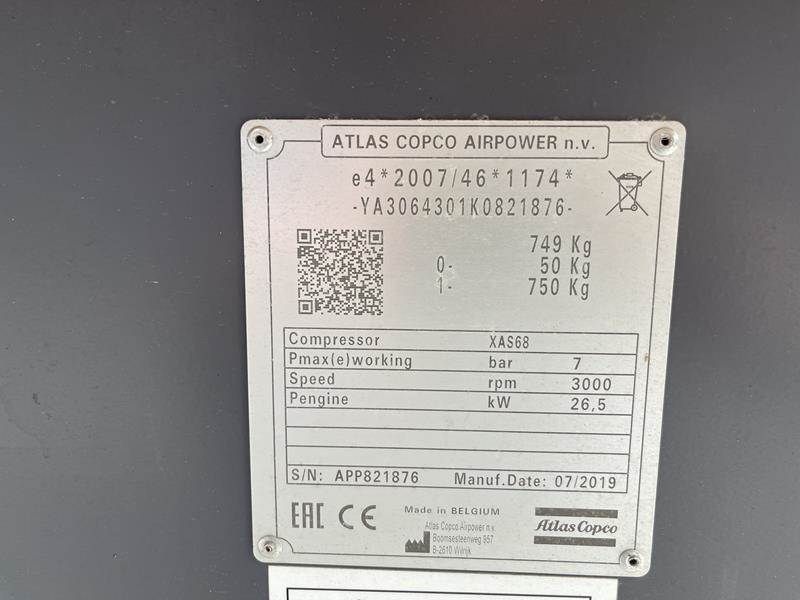 ATLAS COPCO AIRPOWER n.v.
e4*2007/46*1174*
-YA3064301K0821876-
749 Kg
0- 50 Kg
1- 750 Kg
Compressor XAS68
Pmax(e)working bar 7
Speed rpm 3000
Pengine kW 26,5
S/N: APP821876 Manuf.Date: 07/2019
EAC CE
Made in BELGIUM
Atlas Copco Airpower n.v.
Boomsesteenweg 957
B-2610 Wilrijk
Atlas Copco